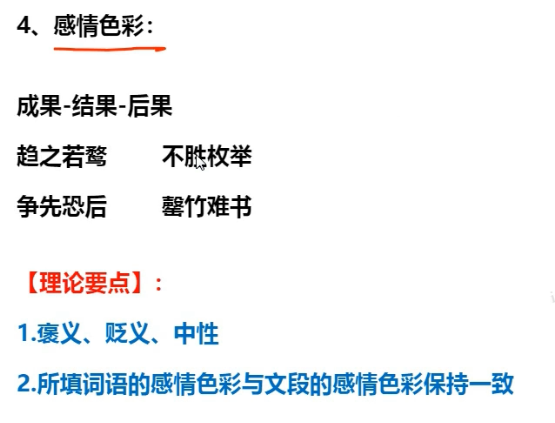 4、感情色彩：
成果-结果-后果
趋之若鹜 不胜枚举
争先恐后 罄竹难书
【理论要点】：
1.褒义、贬义、中性
2.所填词语的感情色彩与文段的感情色彩保持一致